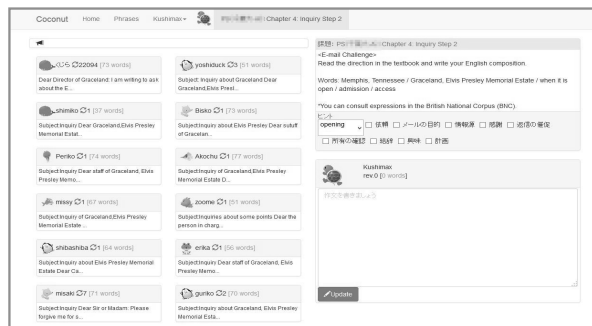 Coconut Home Phrases Kushimax Chapter 4: Inquiry Step 2
くじら 22094 [73 words]
Dear Director of Graceland: I am writing to ask about the E...
yoshiduck 3 [51 words]
Subject: Inquiry about Graceland Dear Graceland,Elvis Presl...
shimiko 1 [37 words]
Subject:Inquiry Dear Graceland,Elvis Presley Memorial Estat...
Bisko 1 [73 words]
Subject:Inquiry about Elvis Presley Dear sutuff of Gracelan...
Periko 1 [74 words]
Subject:Inquiry Dear staff of Graceland, Elvis Presley Memo...
Akochu 1 [77 words]
Subject:Inquiry of Graceland,Elvis Presley Memorial Estate D...
missy 1 [67 words]
Subject:Inquiry of Graceland,Elvis Presley Memorial Estate ...
zoome 1 [51 words]
Subject:Inquiries about some points Dear the person in charg...
shibashiba 1 [64 words]
Subject:Inquiry about Elvis Presley Memorial Estate Dear Ca...
erika 1 [56 words]
Subject:Inquiry Dear staff of Graceland, Elvis Presley Memo...
misaki 7 [71 words]
Subject:Inquiry Dear Sir or Madam: Please forgive me for s...
guriko 2 [70 words]
Subject:Inquiry about Graceland, Elvis Presley Memorial Esta...
課題: Chapter 4: Inquiry Step 2
<E-mail Challenge>
Read the direction in the textbook and write your English composition.
Words: Memphis, Tennessee / Graceland, Elvis Presley Memorial Estate / when it is
open / admission / access
*You can consult expressions in the British National Corpus (BNC).
ヒント
opening 依頼 メールの目的 情報源 感謝 返信の催促
所有の確認 結辞 興味 計画
Kushimax
rev.0 [0 words]
作文を書きましょう
Update